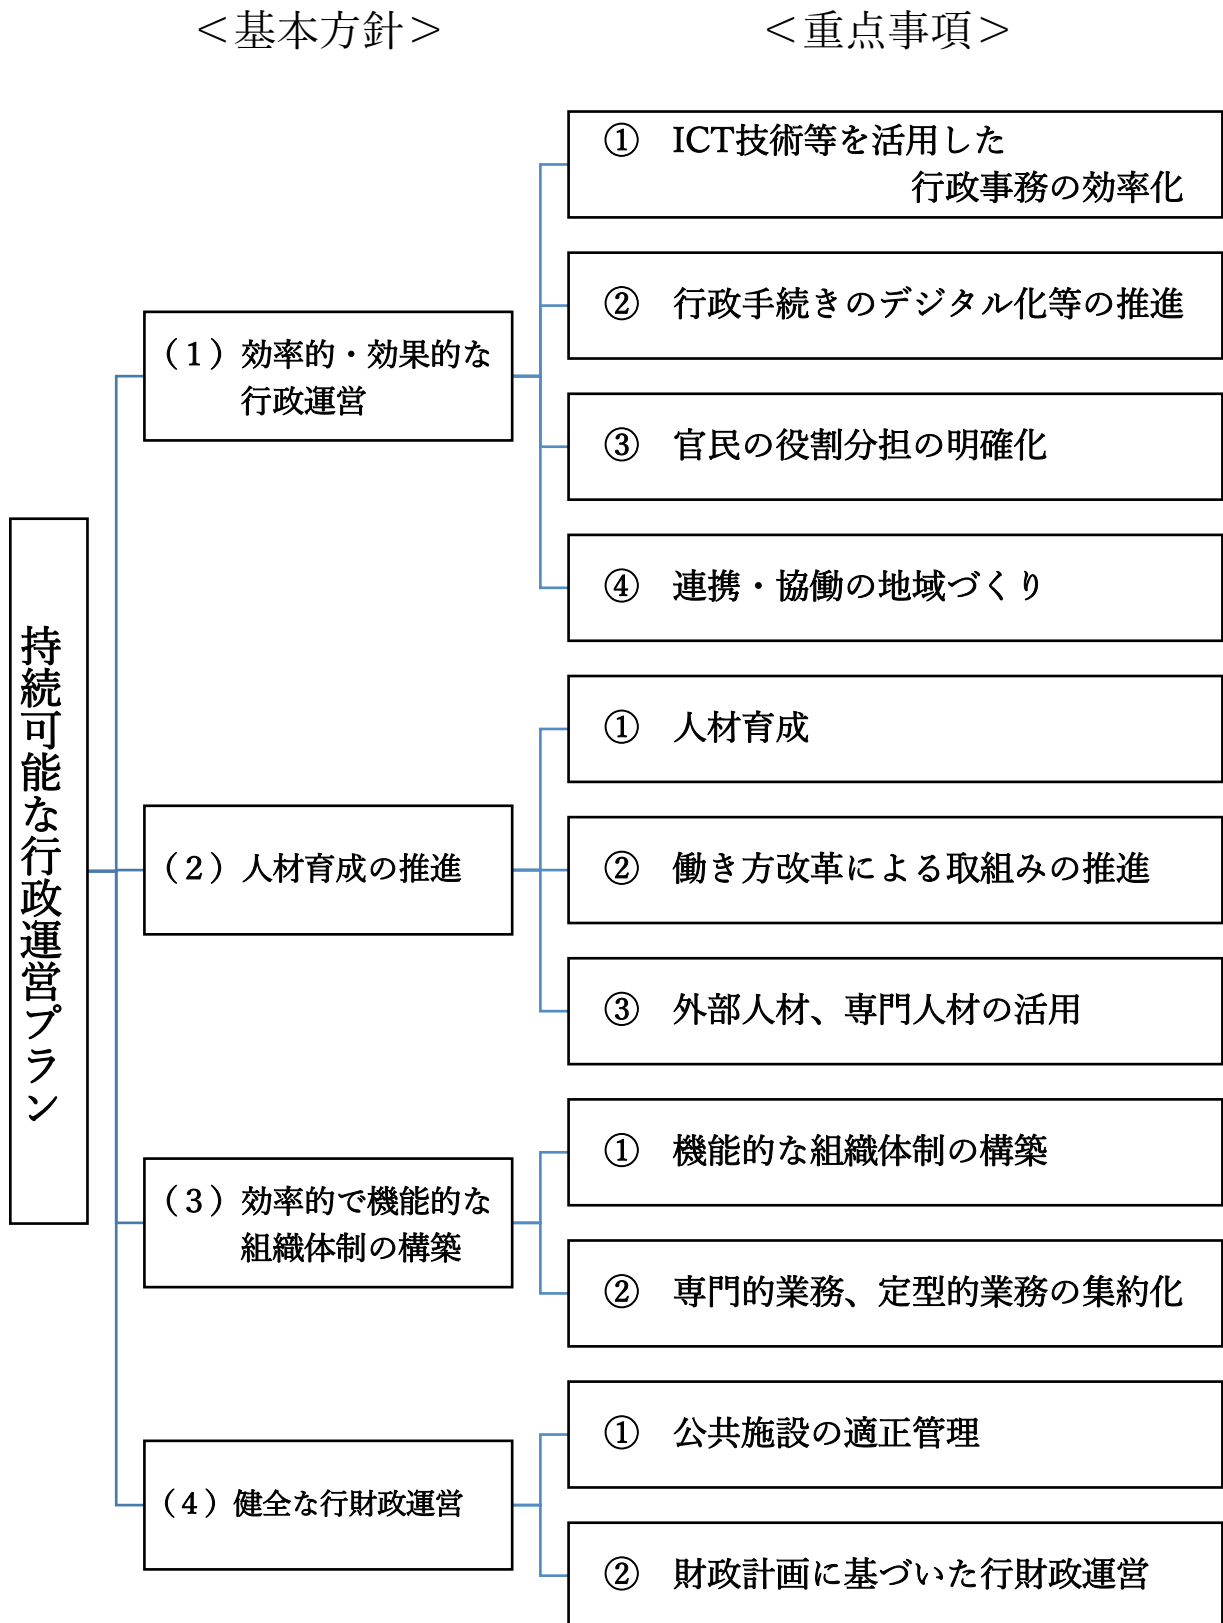 ＜基本方針＞
＜重点事項＞
持続可能な行政運営プラン
（１）効率的・効果的な
行政運営
① ICT技術等を活用した
行政事務の効率化
② 行政手続きのデジタル化等の推進
③ 官民の役割分担の明確化
④ 連携・協働の地域づくり
（２）人材育成の推進
① 人材育成
② 働き方改革による取組みの推進
③ 外部人材、専門人材の活用
（３）効率的で機能的な
組織体制の構築
① 機能的な組織体制の構築
② 専門的業務、定型的業務の集約化
（４）健全な行財政運営
① 公共施設の適正管理
② 財政計画に基づいた行財政運営